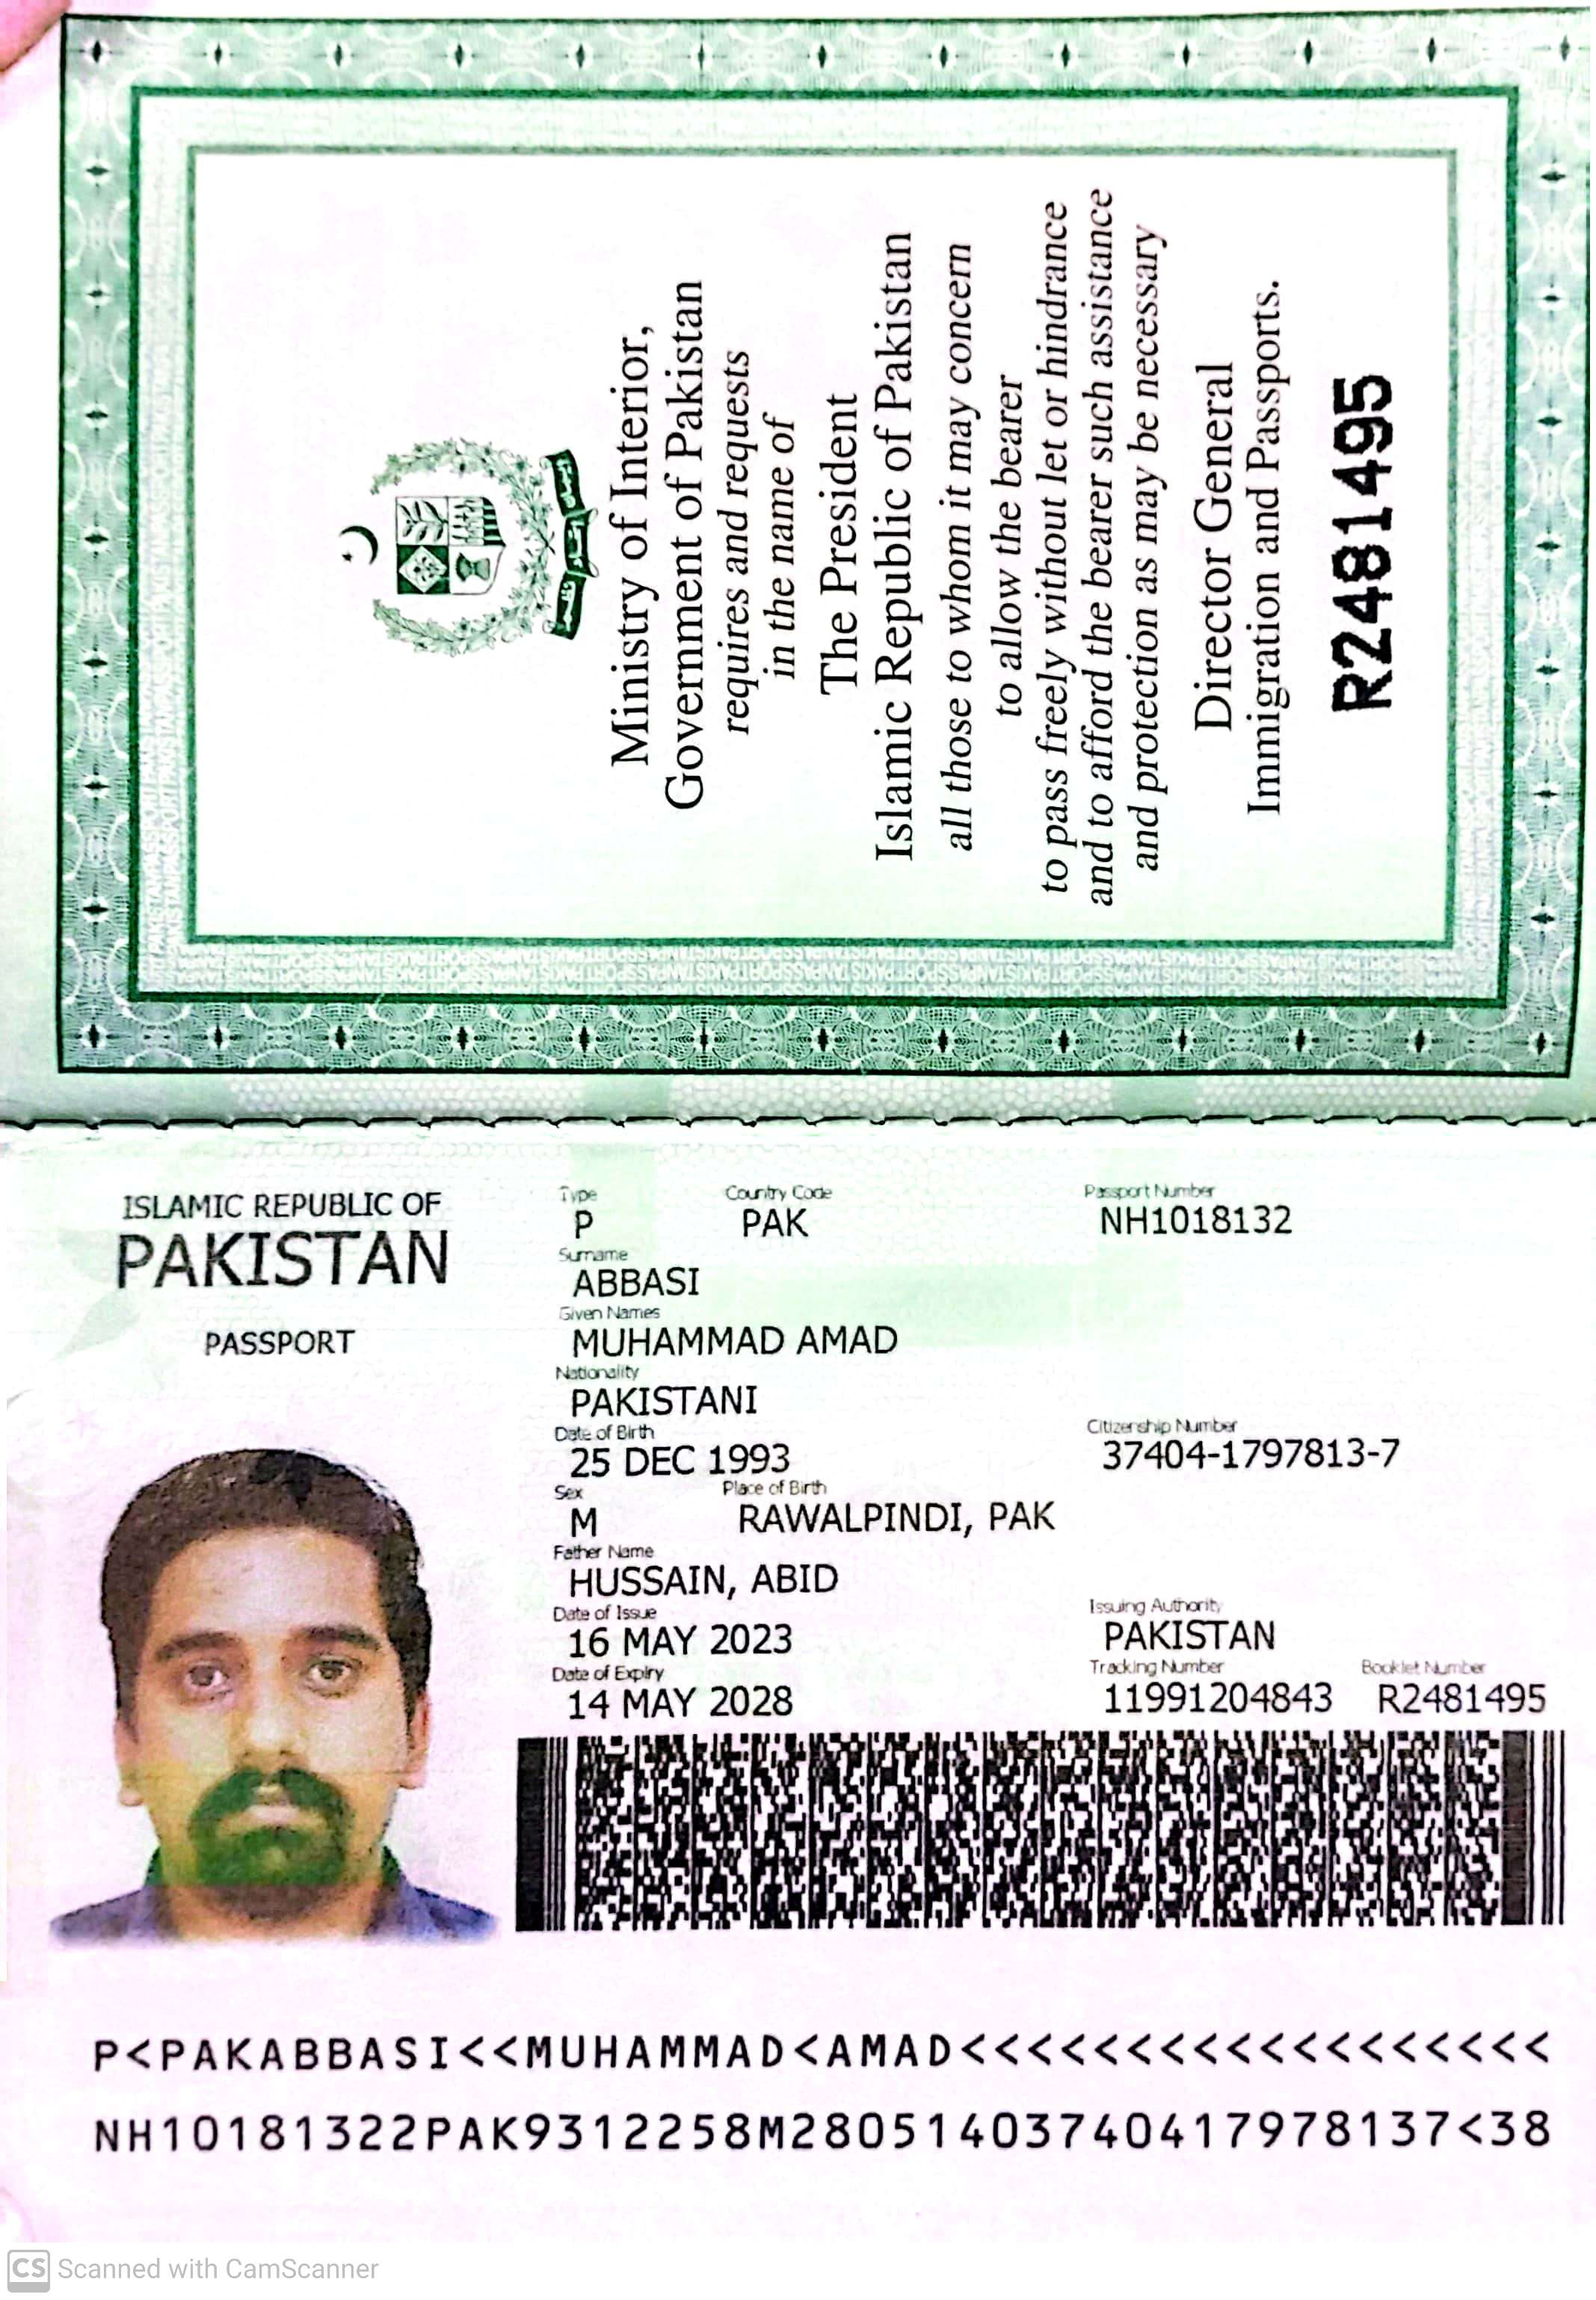 Ministry of Interior,
Government of Pakistan
requires and requests
in the name of
The President
Islamic Republic of Pakistan
all those to whom it may concern
to allow the bearer
to pass freely without let or hindrance
and to afford the bearer such assistance
and protection as may be necessary
Director General
Immigration and Passports.
R2481495
ISLAMIC REPUBLIC OF
PAKISTAN
PASSPORT
Type Country Code Passport Number
P PAK NH1018132
Surname
ABBASI
Given Names
MUHAMMAD AMAD
Nationality
PAKISTANI
Date of Birth Citizenship Number
25 DEC 1993 37404-1797813-7
Sex Place of Birth
M RAWALPINDI, PAK
Father Name
HUSSAIN, ABID
Date of Issue Issuing Authority
16 MAY 2023 PAKISTAN
Date of Expiry Tracking Number Booklet Number
14 MAY 2028 11991204843 R2481495
P<PAKABBASI<<MUHAMMAD<AMAD<<<<<<<<<<<<<<<<<<
NH10181322PAK9312258M28051403740417978137<38
CS Scanned with CamScanner